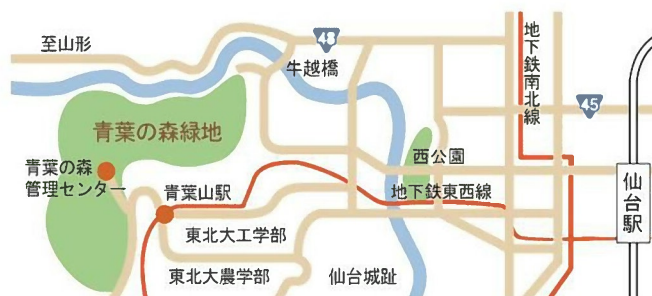 至山形
48
牛越橋
地下鉄南北線
45
青葉の森緑地
西公園
青葉の森
管理センター
青葉山駅
地下鉄東西線
仙台駅
東北大工学部
東北大農学部
仙台城趾